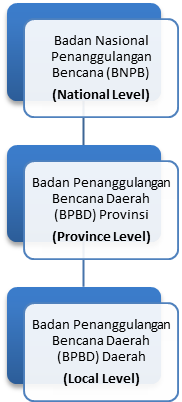 Badan Nasional
Penanggulangan
Bencana (BNPB)
(National Level)
Badan Penanggulangan
Bencana Daerah
(BPBD) Provinsi
(Province Level)
Badan Penanggulangan
Bencana Daerah
(BPBD) Daerah
(Local Level)